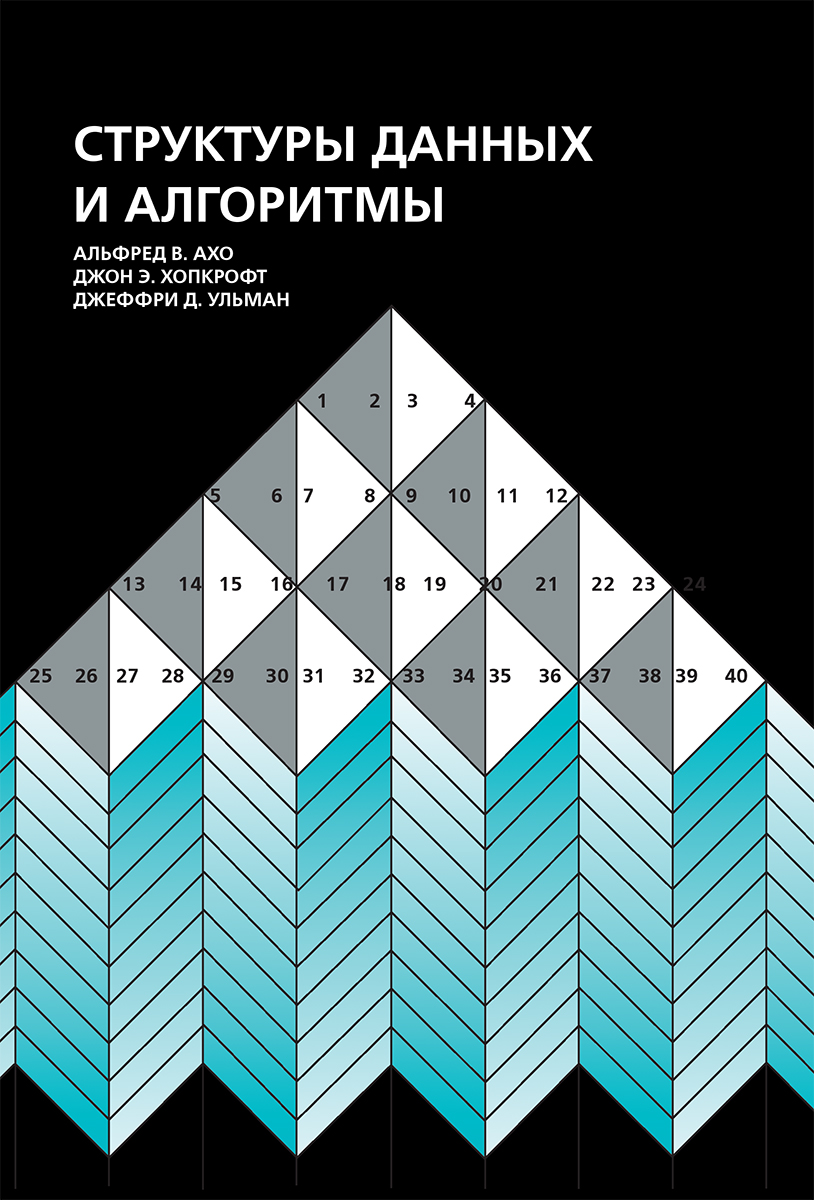 СТРУКТУРЫ ДАННЫХ
И АЛГОРИТМЫ
АЛЬФРЕД В. АХО
ДЖОН Э. ХОПКРОФТ
ДЖЕФФРИ Д. УЛЬМАН
1 2 3 4
5 6 7 8 9 10 11 12
13 14 15 16 17 18 19 20 21 22 23 24
25 26 27 28 29 30 31 32 33 34 35 36 37 38 39 40